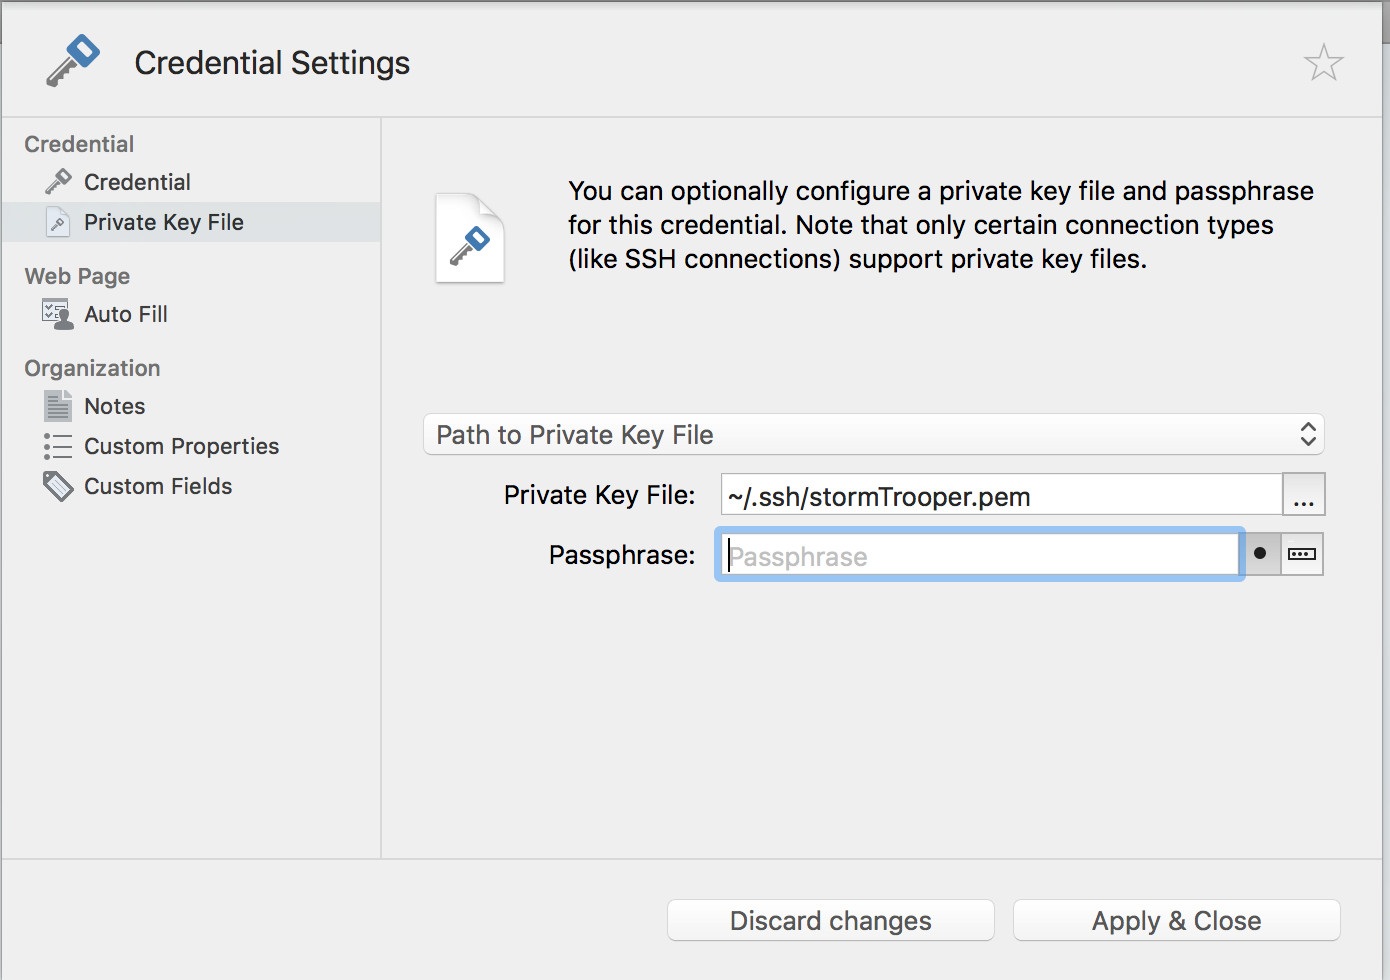 Credential Settings
Credential
Credential
Private Key File
Web Page
Auto Fill
Organization
Notes
Custom Properties
Custom Fields
You can optionally configure a private key file and passphrase
for this credential. Note that only certain connection types
(like SSH connections) support private key files.
Path to Private Key File
Private Key File: ~/.ssh/stormTrooper.pem ...
Passphrase: Passphrase
Discard changes Apply & Close